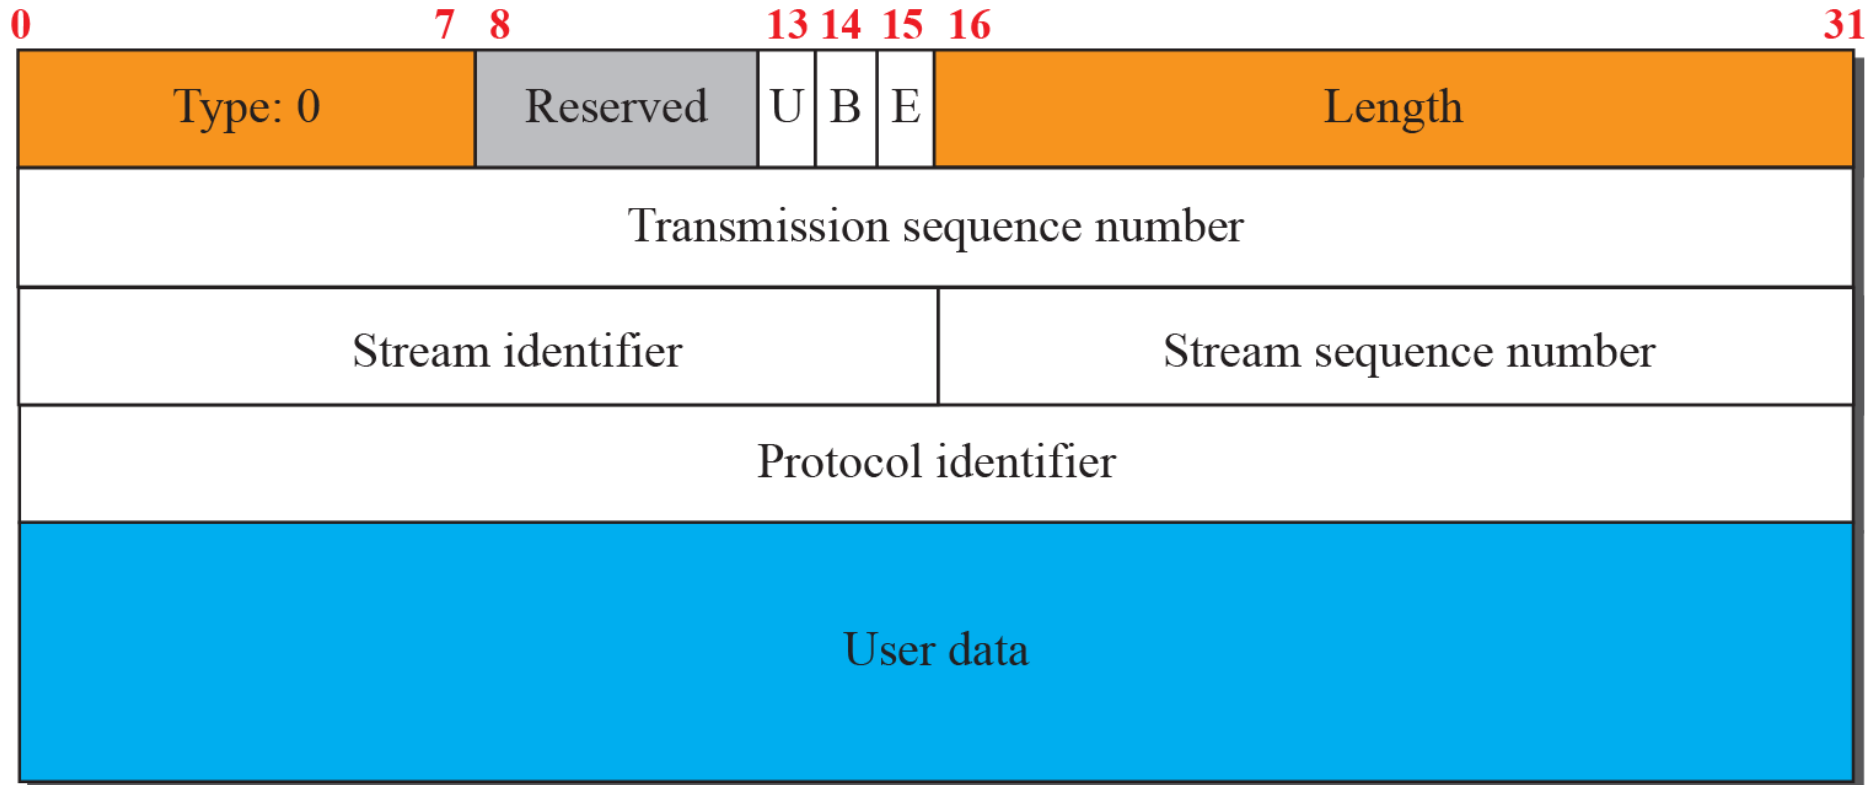 0 7 8 13 14 15 16 31
Type: 0 Reserved U B E Length
Transmission sequence number
Stream identifier Stream sequence number
Protocol identifier
User data